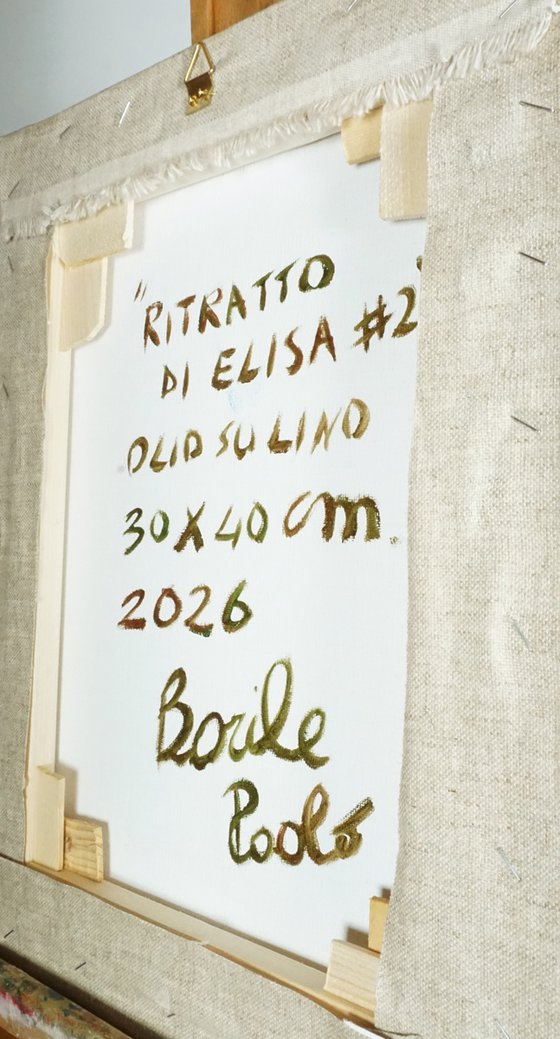 "RITRATTO
DI ELISA #2"
OLIO SU LINO
30X40 cm.
2026
Borile
Paolo